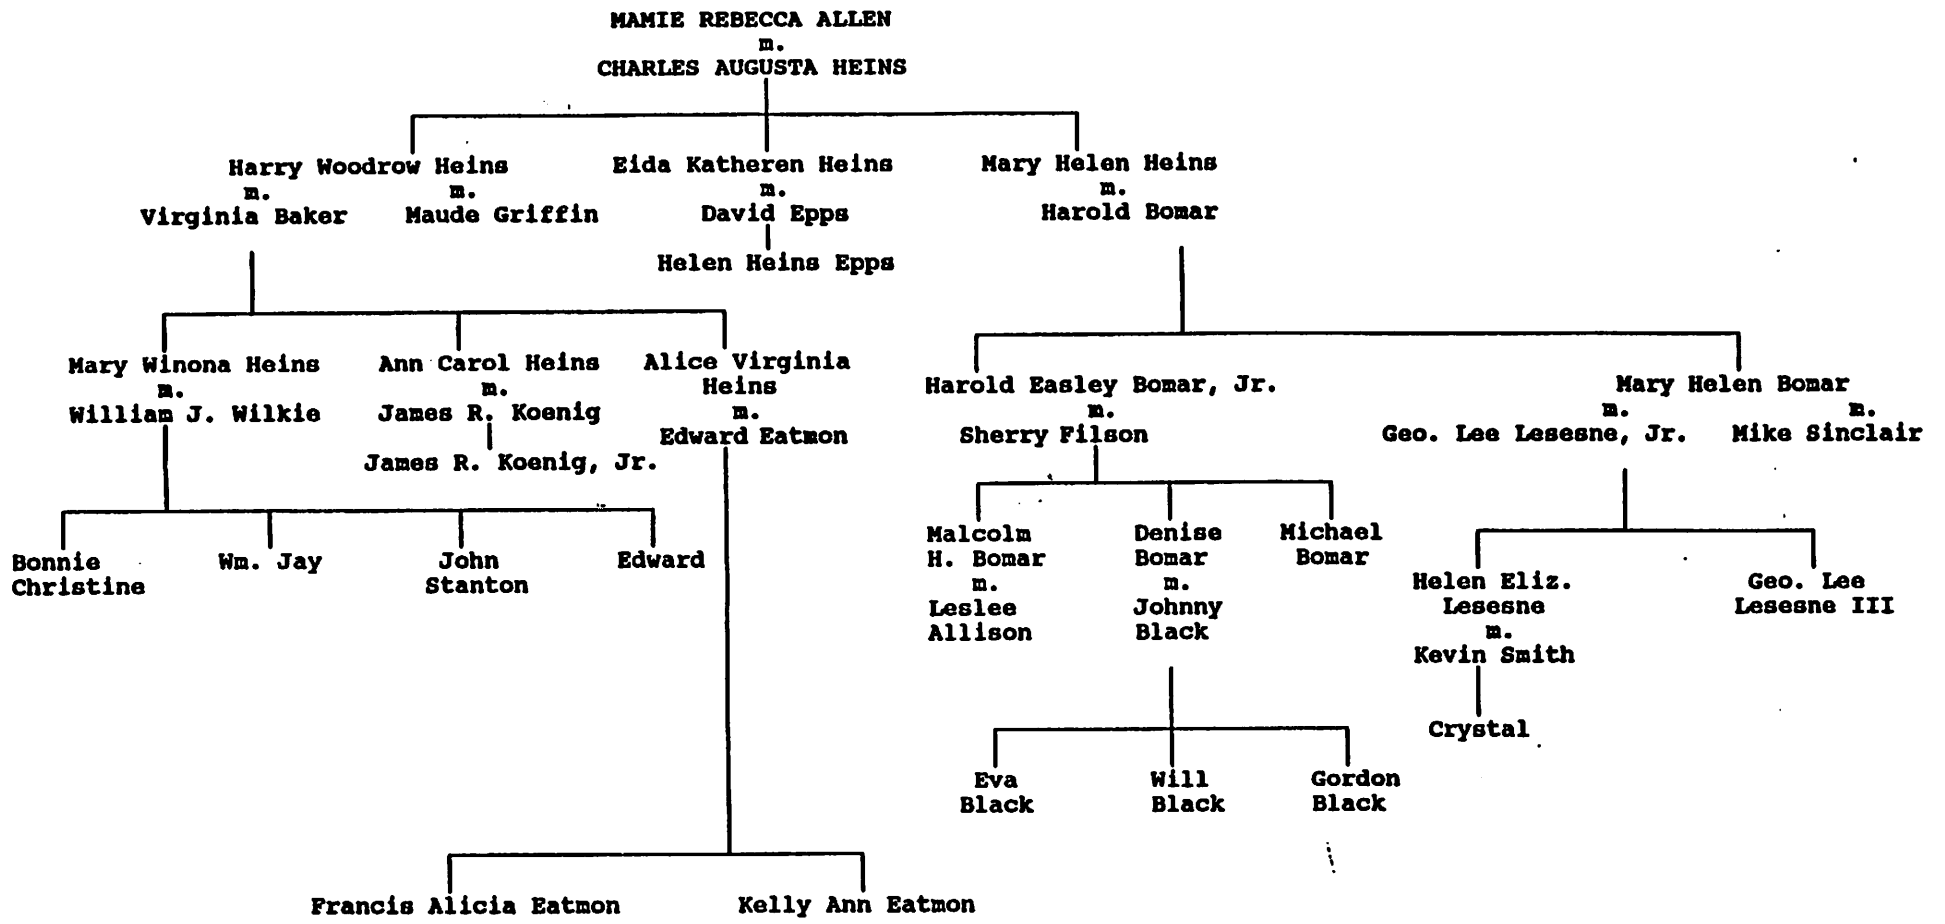 MAMIE REBECCA ALLEN
m.
CHARLES AUGUSTA HEINS
Harry Woodrow Heins
m. m.
Virginia Baker Maude Griffin
Eida Katheren Heins
m.
David Epps
Helen Heins Epps
Mary Helen Heins
m.
Harold Bomar
Mary Winona Heins
m.
William J. Wilkie
Ann Carol Heins
m.
James R. Koenig
James R. Koenig, Jr.
Alice Virginia
Heins
m.
Edward Eatmon
Harold Easley Bomar, Jr.
m.
Sherry Filson
Mary Helen Bomar
m. m.
Geo. Lee Lesesne, Jr. Mike Sinclair
Bonnie
Christine
Wm. Jay
John
Stanton
Edward
Malcolm
H. Bomar
m.
Leslee
Allison
Denise
Bomar
m.
Johnny
Black
Michael
Bomar
Helen Eliz.
Lesesne
m.
Kevin Smith
Geo. Lee
Lesesne III
Crystal
Eva
Black
Will
Black
Gordon
Black
Francis Alicia Eatmon
Kelly Ann Eatmon